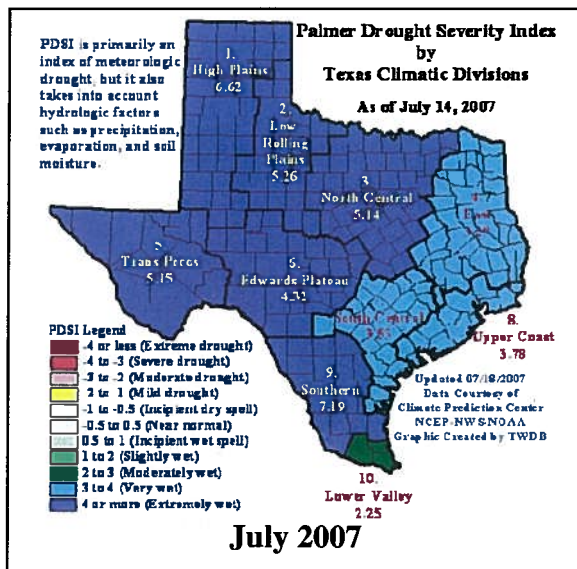 Palmer Drought Severity Index
by
Texas Climatic Divisions
As of July 14, 2007
PDSI is primarily an
index of meteorologic
drought, but it also
takes into account
hydrologic factors
such as precipitation,
evaporation, and soil
moisture.
1.
High Plains
6.62
2.
Low
Rolling
Plains
5.26
3.
North Central
5.14
East
5.
Trans Pecos
5.15
6.
Edwards Plateau
4.32
South Central
8.
Upper Coast
3.78
9.
Southern
7.19
10.
Lower Valley
2.25
PDSI Legend
-4 or less (Extreme drought)
-4 to -3 (Severe drought)
-3 to -2 (Moderate drought)
2 to 1 (Mild drought)
-1 to -0.5 (Incipient dry spell)
-0.5 to 0.5 (Near normal)
0.5 to 1 (Incipient wet spell)
1 to 2 (Slightly wet)
2 to 3 (Moderately wet)
3 to 4 (Very wet)
4 or more (Extremely wet)
Updated 07/18/2007
Data Courtesy of
Climatic Prediction Center
NCEP-NWS-NOAA
Graphic Created by TWDB
July 2007